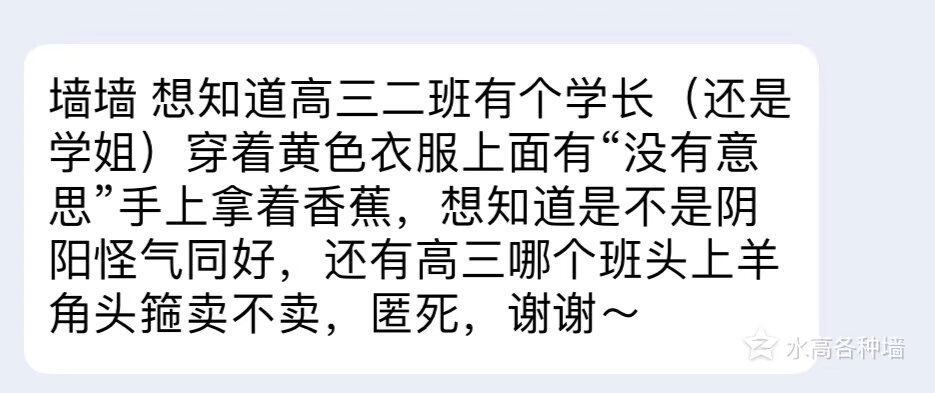 墙墙 想知道高三二班有个学长（还是
学姐）穿着黄色衣服上面有“没有意
思”手上拿着香蕉，想知道是不是阴
阳怪气同好，还有高三哪个班头上羊
角头箍卖不卖，匿死，谢谢～
水高各种墙